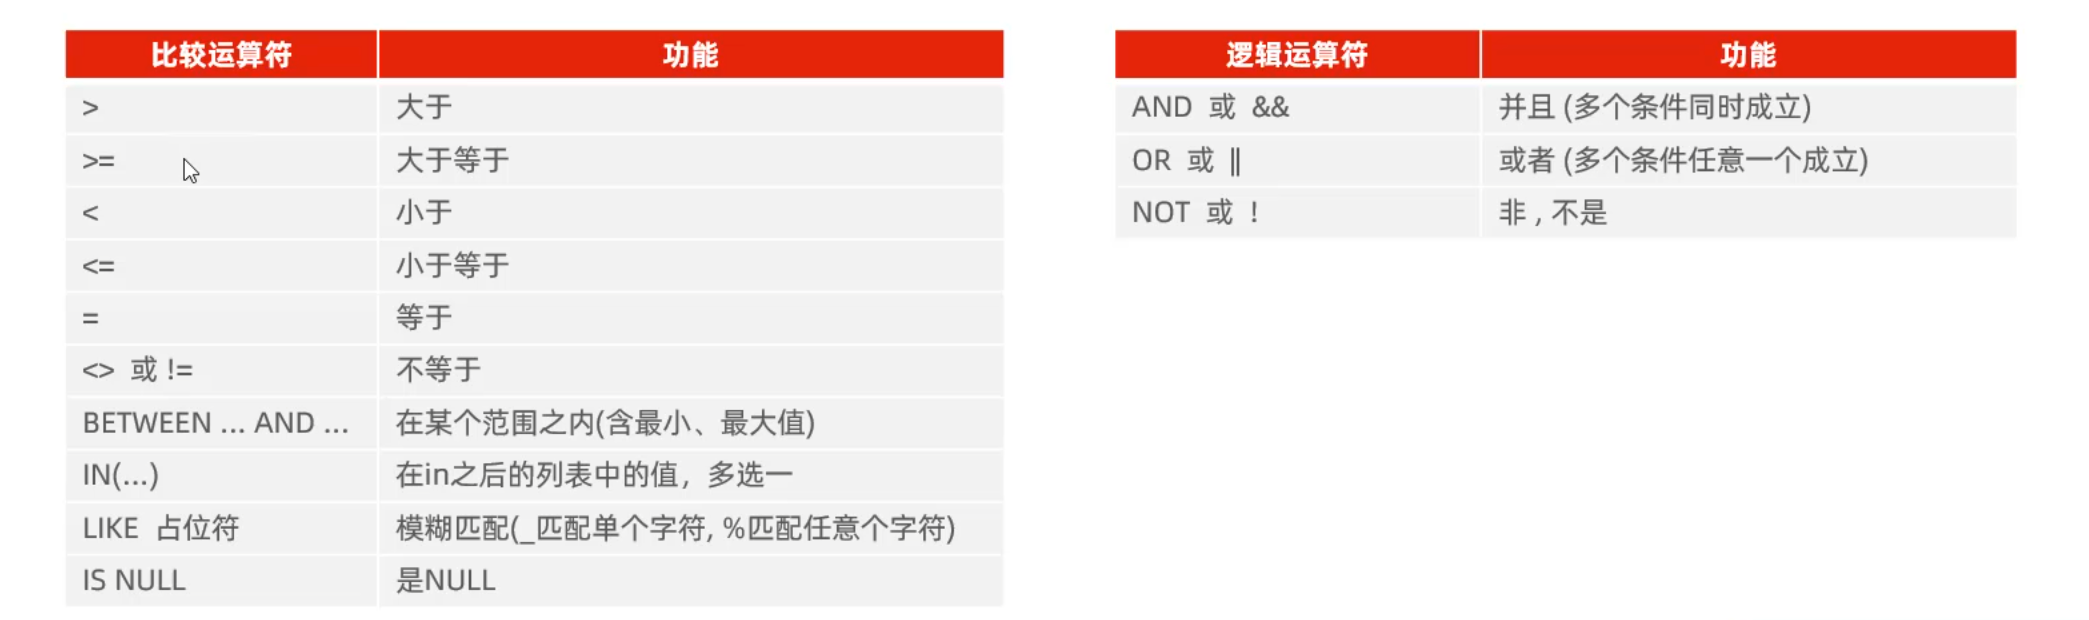 比较运算符 功能
> 大于
>= 大于等于
< 小于
<= 小于等于
= 等于
<> 或 != 不等于
BETWEEN ... AND ... 在某个范围之内(含最小、最大值)
IN(...) 在in之后的列表中的值，多选一
LIKE 占位符 模糊匹配(_匹配单个字符, %匹配任意个字符)
IS NULL 是NULL
逻辑运算符 功能
AND 或 && 并且 (多个条件同时成立)
OR 或 || 或者 (多个条件任意一个成立)
NOT 或 ! 非 , 不是